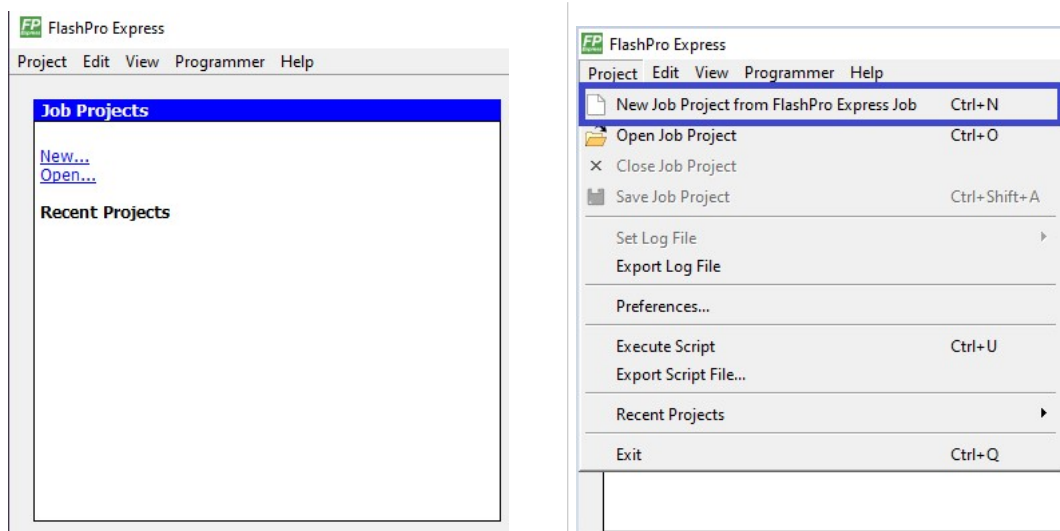 FP FlashPro Express
Express
Project Edit View Programmer Help
Job Projects
New...
Open...
Recent Projects
FP FlashPro Express
Express
Project Edit View Programmer Help
New Job Project from FlashPro Express Job Ctrl+N
Open Job Project Ctrl+O
Close Job Project
Save Job Project Ctrl+Shift+A
Set Log File
Export Log File
Preferences...
Execute Script Ctrl+U
Export Script File...
Recent Projects
Exit Ctrl+Q